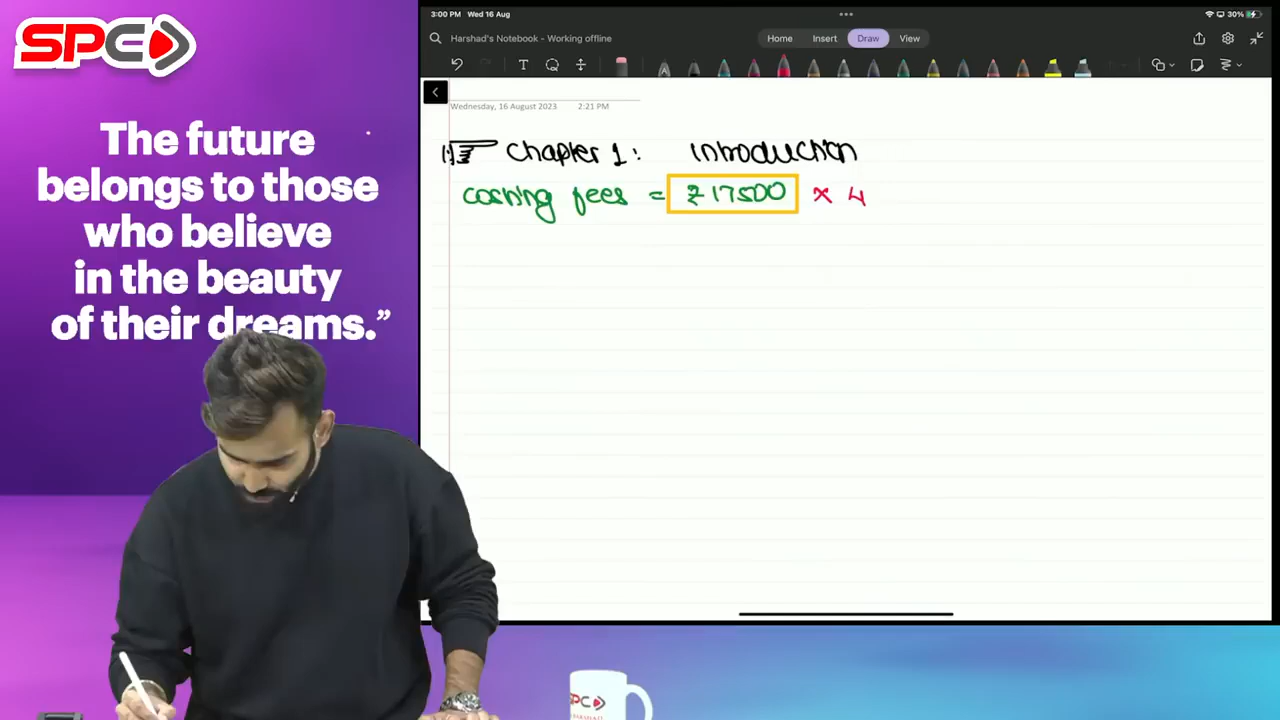 SPC
The future
belongs to those
who believe
in the beauty
of their dreams.”
3:00 PM Wed 16 Aug
30%
Harshad's Notebook - Working offline
Home Insert Draw View
Wednesday, 16 August 2023 2:21 PM
Chapter 1: Introduction
coshing fees = ₹17500 × 4
SPC